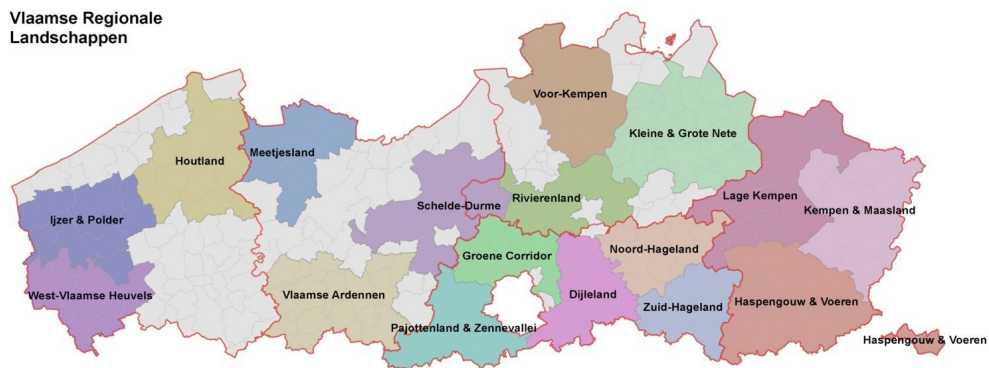 Vlaamse Regionale
Landschappen
Voor-Kempen
Kleine & Grote Nete
Houtland
Meetjesland
Lage Kempen
Rivierenland
Schelde-Durme
Kempen & Maasland
Ijzer & Polder
Noord-Hageland
Groene Corridor
West-Vlaamse Heuvels
Vlaamse Ardennen
Dijleland
Zuid-Hageland
Haspengouw & Voeren
Pajottenland & Zennevallei
Haspengouw & Voeren